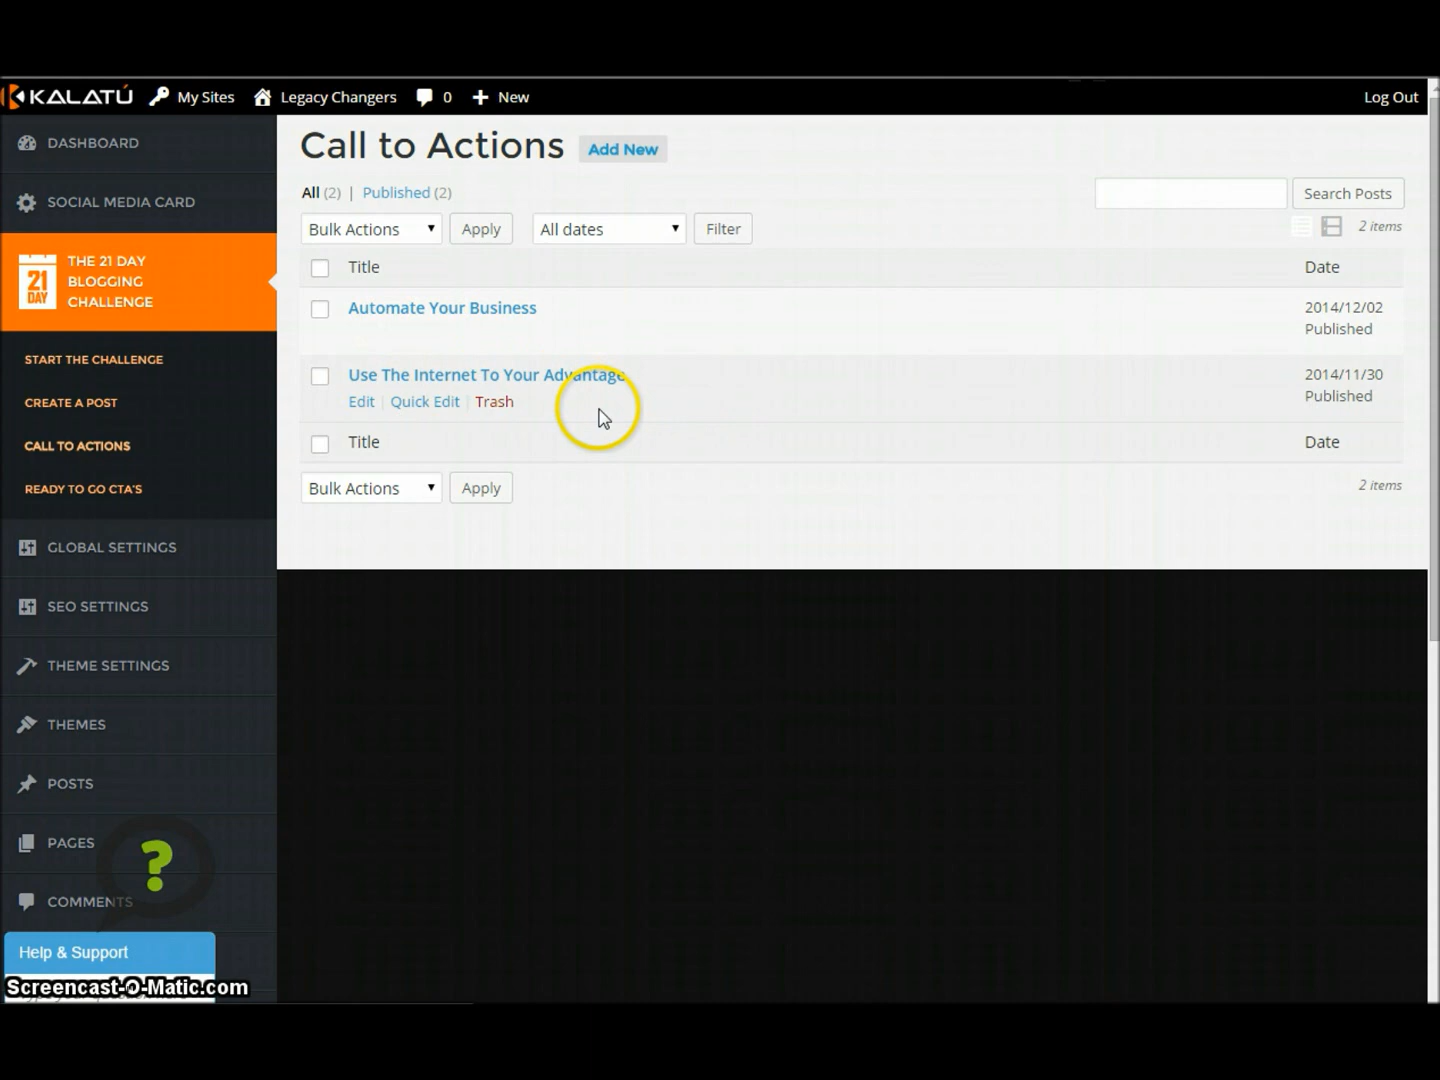 KALATÚ My Sites Legacy Changers 0 New Log Out
DASHBOARD
SOCIAL MEDIA CARD
21 DAY
THE 21 DAY
BLOGGING
CHALLENGE
START THE CHALLENGE
CREATE A POST
CALL TO ACTIONS
READY TO GO CTA'S
GLOBAL SETTINGS
SEO SETTINGS
THEME SETTINGS
THEMES
POSTS
PAGES
?
COMMENTS
Help & Support
Screencast-O-Matic.com
Call to Actions Add New
All (2) | Published (2)
Search Posts
Bulk Actions Apply All dates Filter
2 items
Title Date
Automate Your Business 2014/12/02
Published
Use The Internet To Your Advantage 2014/11/30
Edit | Quick Edit | Trash Published
Title Date
Bulk Actions Apply 2 items